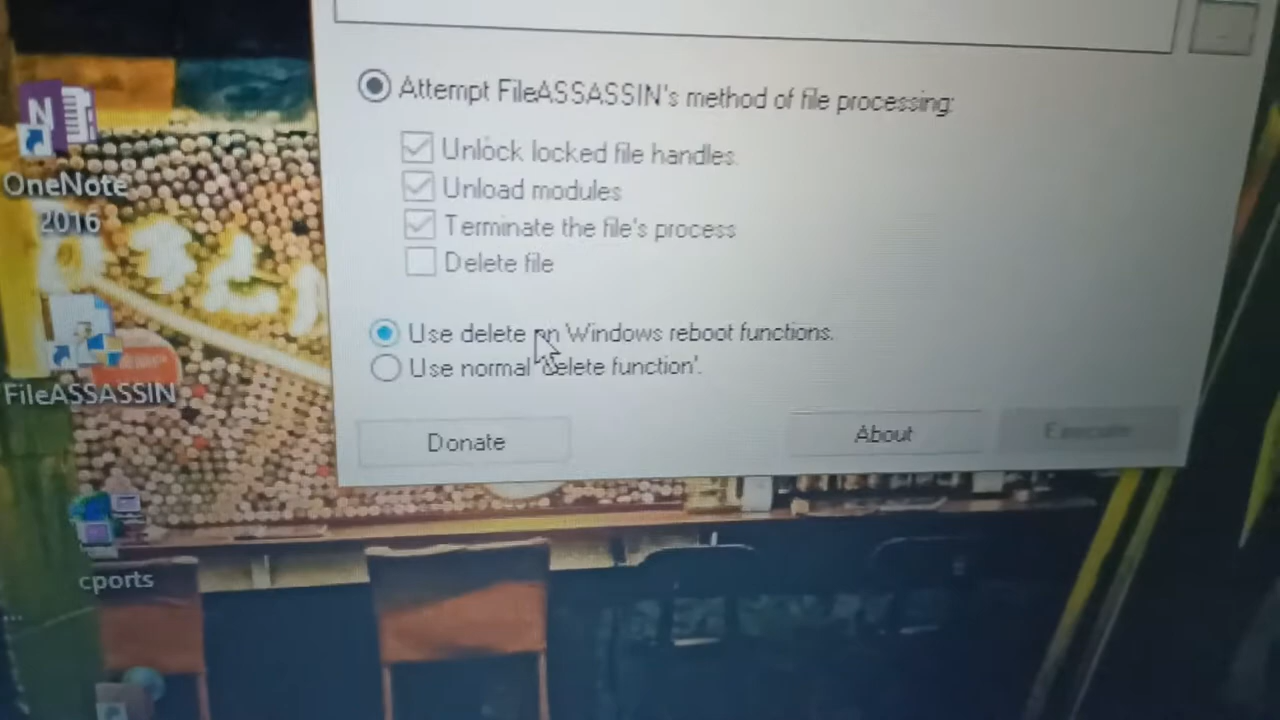 Attempt FileASSASSIN's method of file processing:
Unlock locked file handles.
Unload modules
Terminate the file's process
Delete file
Use delete on Windows reboot functions.
Use normal 'delete function'.
Donate
About
Execute
N
OneNote
2016
FileASSASSIN
cports